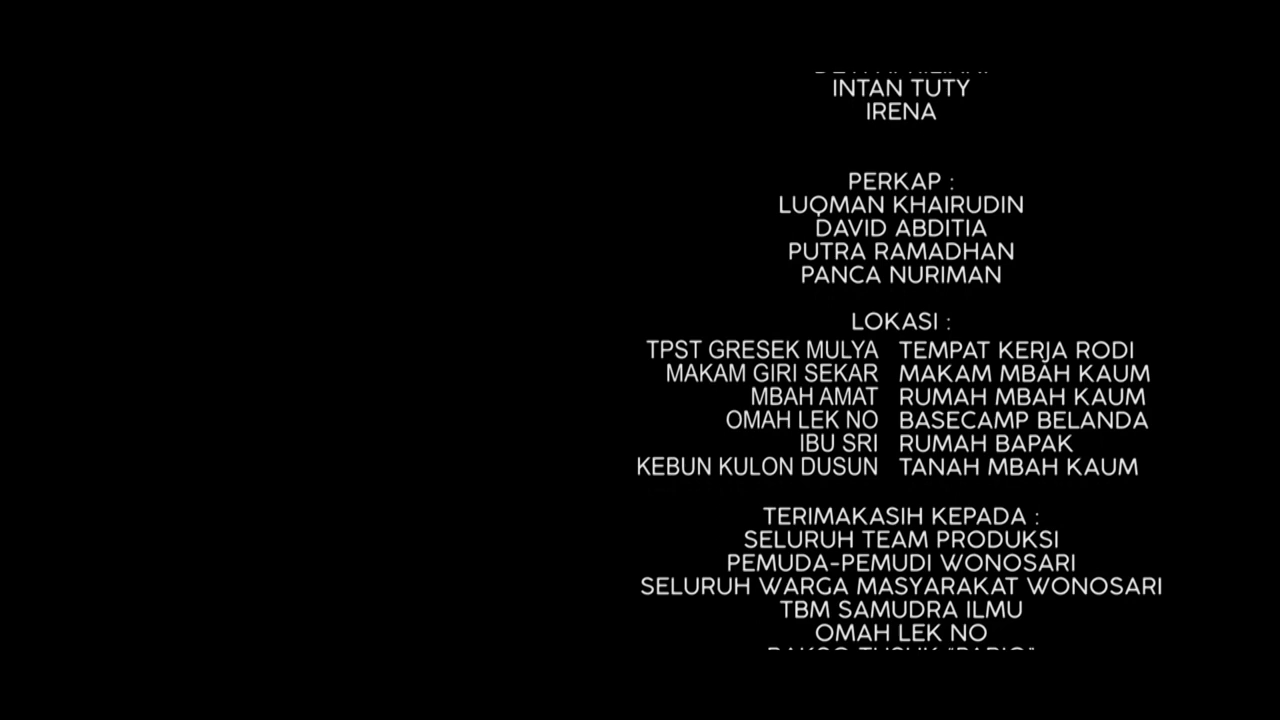 INTAN TUTY
IRENA
PERKAP :
LUQMAN KHAIRUDIN
DAVID ABDITIA
PUTRA RAMADHAN
PANCA NURIMAN
LOKASI :
TPST GRESEK MULYA TEMPAT KERJA RODI
MAKAM GIRI SEKAR MAKAM MBAH KAUM
MBAH AMAT RUMAH MBAH KAUM
OMAH LEK NO BASECAMP BELANDA
IBU SRI RUMAH BAPAK
KEBUN KULON DUSUN TANAH MBAH KAUM
TERIMAKASIH KEPADA :
SELURUH TEAM PRODUKSI
PEMUDA-PEMUDI WONOSARI
SELURUH WARGA MASYARAKAT WONOSARI
TBM SAMUDRA ILMU
OMAH LEK NO